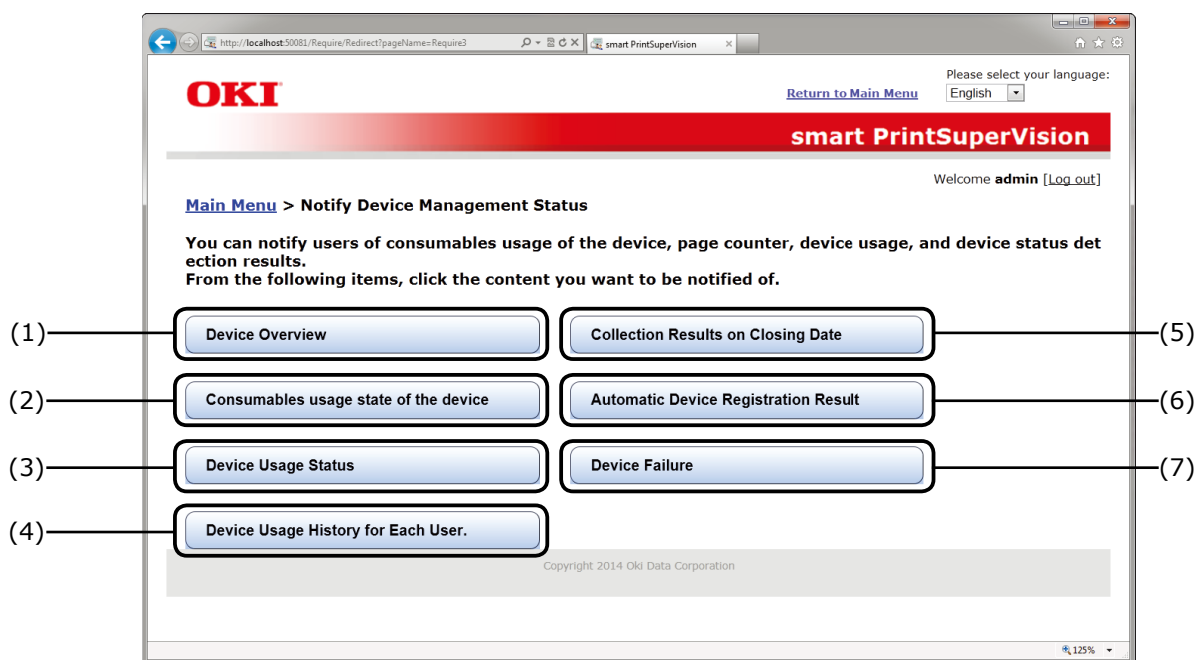 http://localhost:50081/Require/Redirect?pageName=Require3
smart PrintSuperVision
Please select your language:
OKI
Return to Main Menu
English
smart PrintSuperVision
Welcome admin [Log out]
Main Menu > Notify Device Management Status
You can notify users of consumables usage of the device, page counter, device usage, and device status det
ection results.
From the following items, click the content you want to be notified of.
(1) Device Overview
Collection Results on Closing Date (5)
(2) Consumables usage state of the device
Automatic Device Registration Result (6)
(3) Device Usage Status
Device Failure (7)
(4) Device Usage History for Each User.
Copyright 2014 Oki Data Corporation
125%